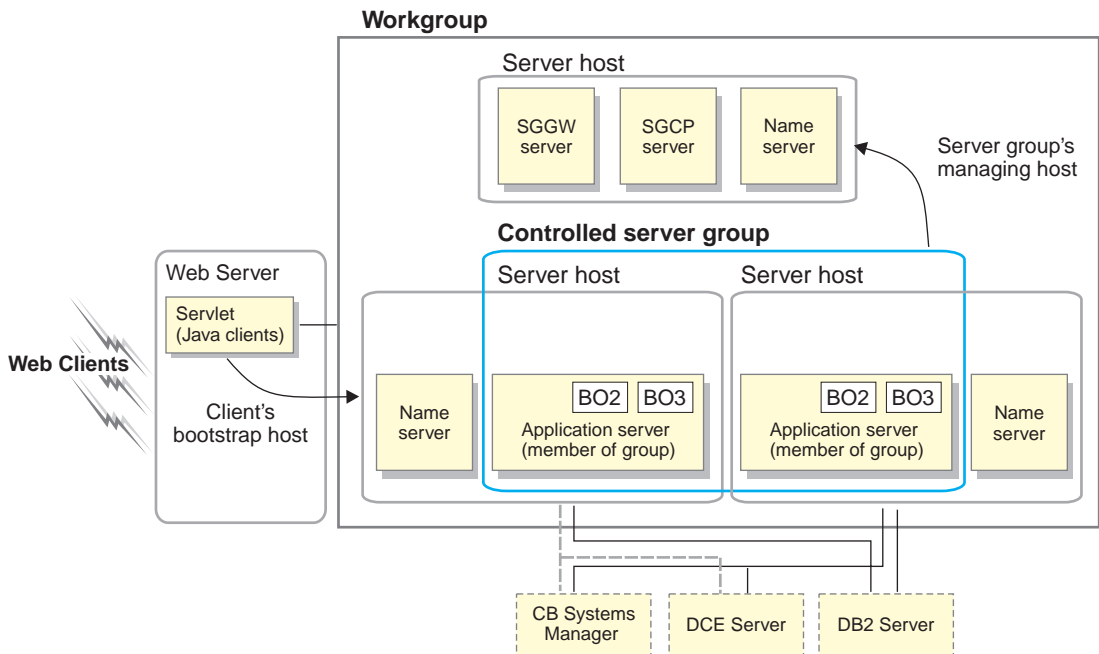 Workgroup
Server host
SGGW
server
SGCP
server
Name
server
Server group's
managing host
Controlled server group
Web Server
Server host
Server host
Servlet
(Java clients)
Web Clients
Client's
bootstrap host
Name
server
BO2
BO3
Application server
(member of group)
BO2
BO3
Application server
(member of group)
Name
server
CB Systems
Manager
DCE Server
DB2 Server